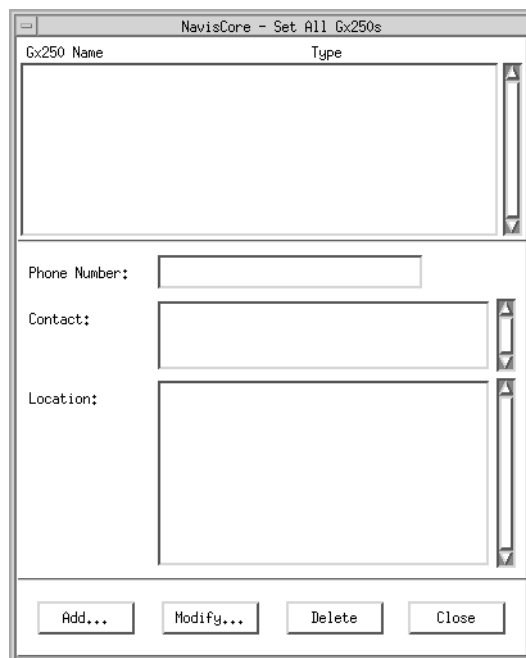 NavisCore - Set All Gx250s
Gx250 Name Type
Phone Number:
Contact:
Location:
Add... Modify... Delete Close